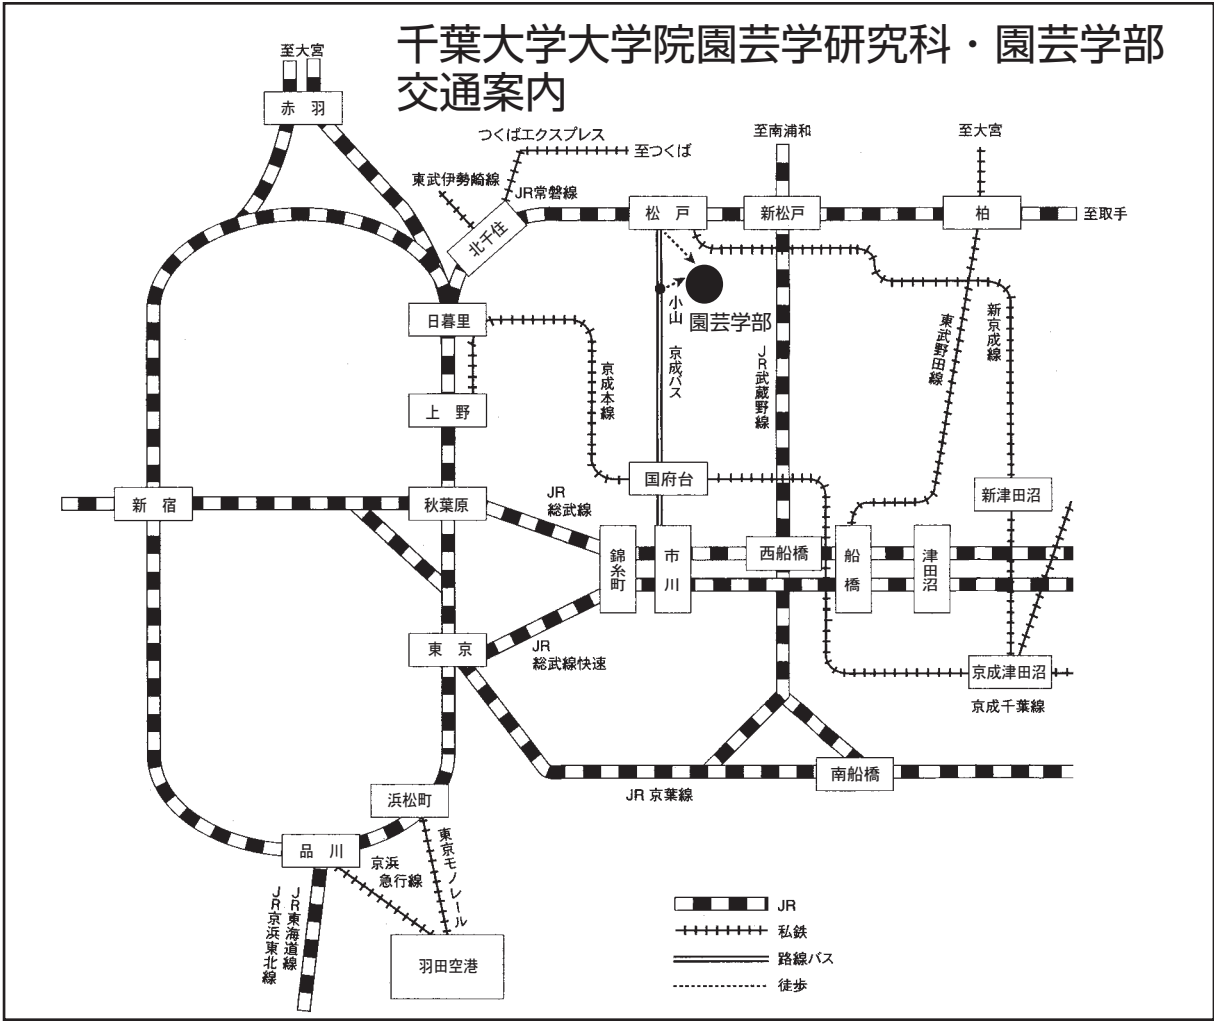 千葉大学大学院園芸学研究科・園芸学部
交通案内
至大宮
赤羽
つくばエクスプレス
至つくば
東武伊勢崎線
JR常磐線
北千住
松戸
至南浦和
新松戸
至大宮
柏
至取手
小山
園芸学部
日暮里
京成本線
京成バス
JR武蔵野線
東武野田線
新京成線
上野
国府台
新津田沼
新宿
秋葉原
JR
総武線
錦糸町
市川
西船橋
船橋
津田沼
東京
JR
総武線快速
京成津田沼
京成千葉線
南船橋
JR 京葉線
浜松町
品川
京浜
急行線
東京モノレール
JR東海道線
JR京浜東北線
羽田空港
JR
私鉄
路線バス
徒歩